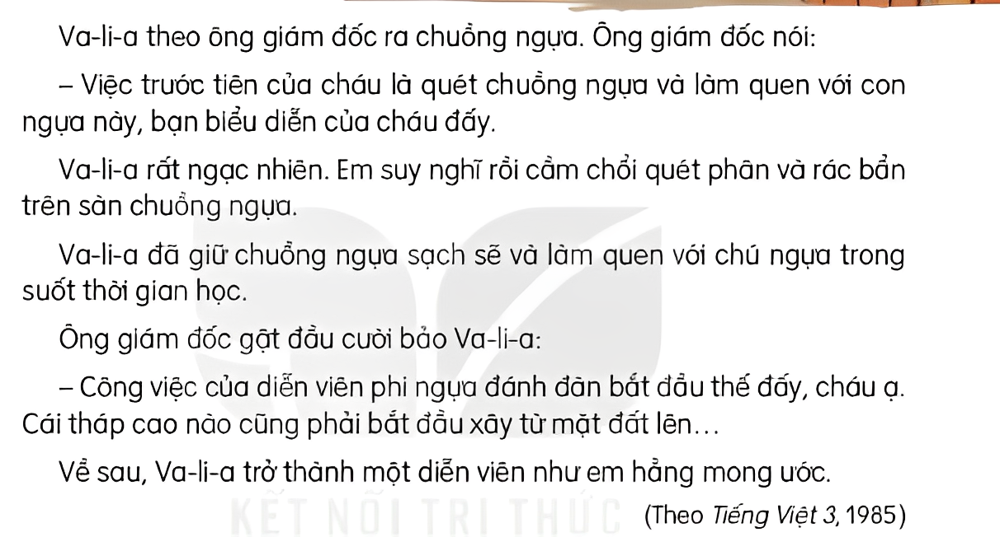 Va-li-a theo ông giám đốc ra chuồng ngựa. Ông giám đốc nói:
– Việc trước tiên của cháu là quét chuồng ngựa và làm quen với con
ngựa này, bạn biểu diễn của cháu đấy.
Va-li-a rất ngạc nhiên. Em suy nghĩ rồi cầm chổi quét phân và rác bẩn
trên sàn chuồng ngựa.
Va-li-a đã giữ chuồng ngựa sạch sẽ và làm quen với chú ngựa trong
suốt thời gian học.
Ông giám đốc gật đầu cười bảo Va-li-a:
– Công việc của diễn viên phi ngựa đánh đàn bắt đầu thế đấy, cháu ạ.
Cái tháp cao nào cũng phải bắt đầu xây từ mặt đất lên...
Về sau, Va-li-a trở thành một diễn viên như em hằng mong ước.
KẾT NỐI TRI THỨC
(Theo Tiếng Việt 3, 1985)